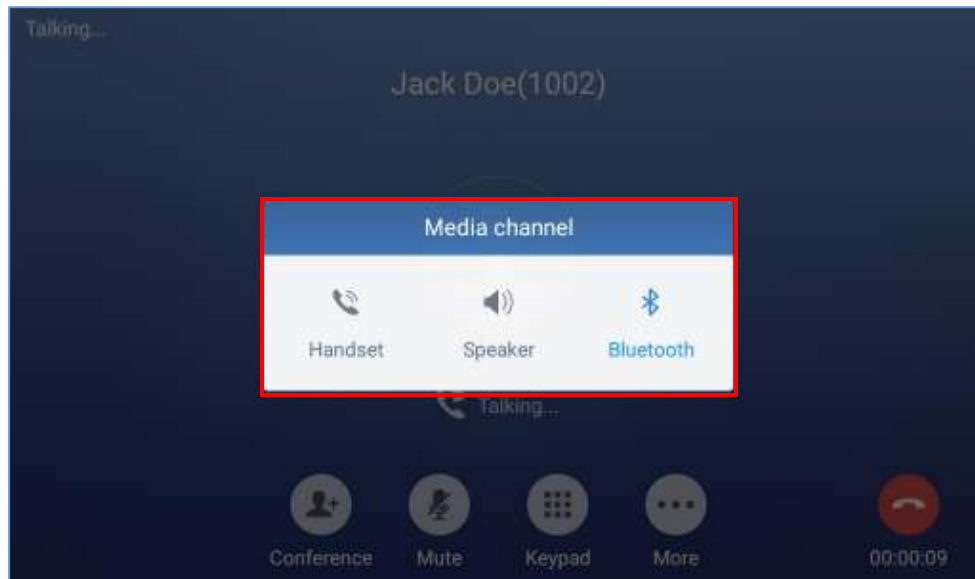 Talking...
Jack Doe(1002)
Media channel
Handset Speaker Bluetooth
Talking...
Conference Mute Keypad More 00:00:09